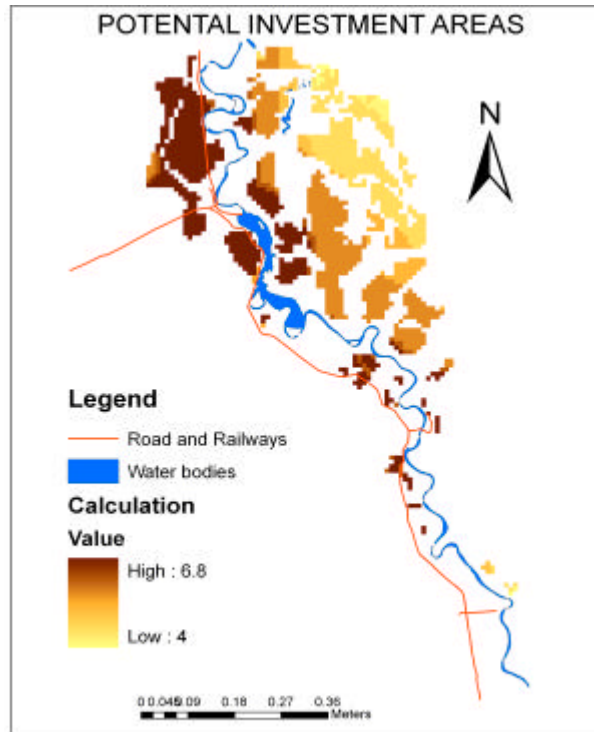 POTENTAL INVESTMENT AREAS
N
Legend
Road and Railways
Water bodies
Calculation
Value
High : 6.8
Low : 4
0 0.045 0.09 0.18 0.27 0.36
Meters